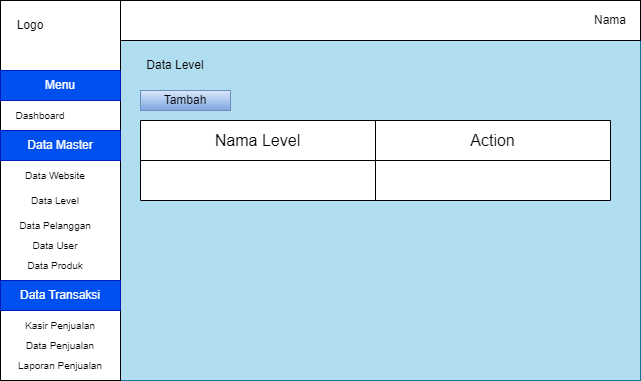 Logo
Nama
Menu
Dashboard
Data Master
Data Website
Data Level
Data Pelanggan
Data User
Data Produk
Data Transaksi
Kasir Penjualan
Data Penjualan
Laporan Penjualan
Data Level
Tambah
Nama Level
Action